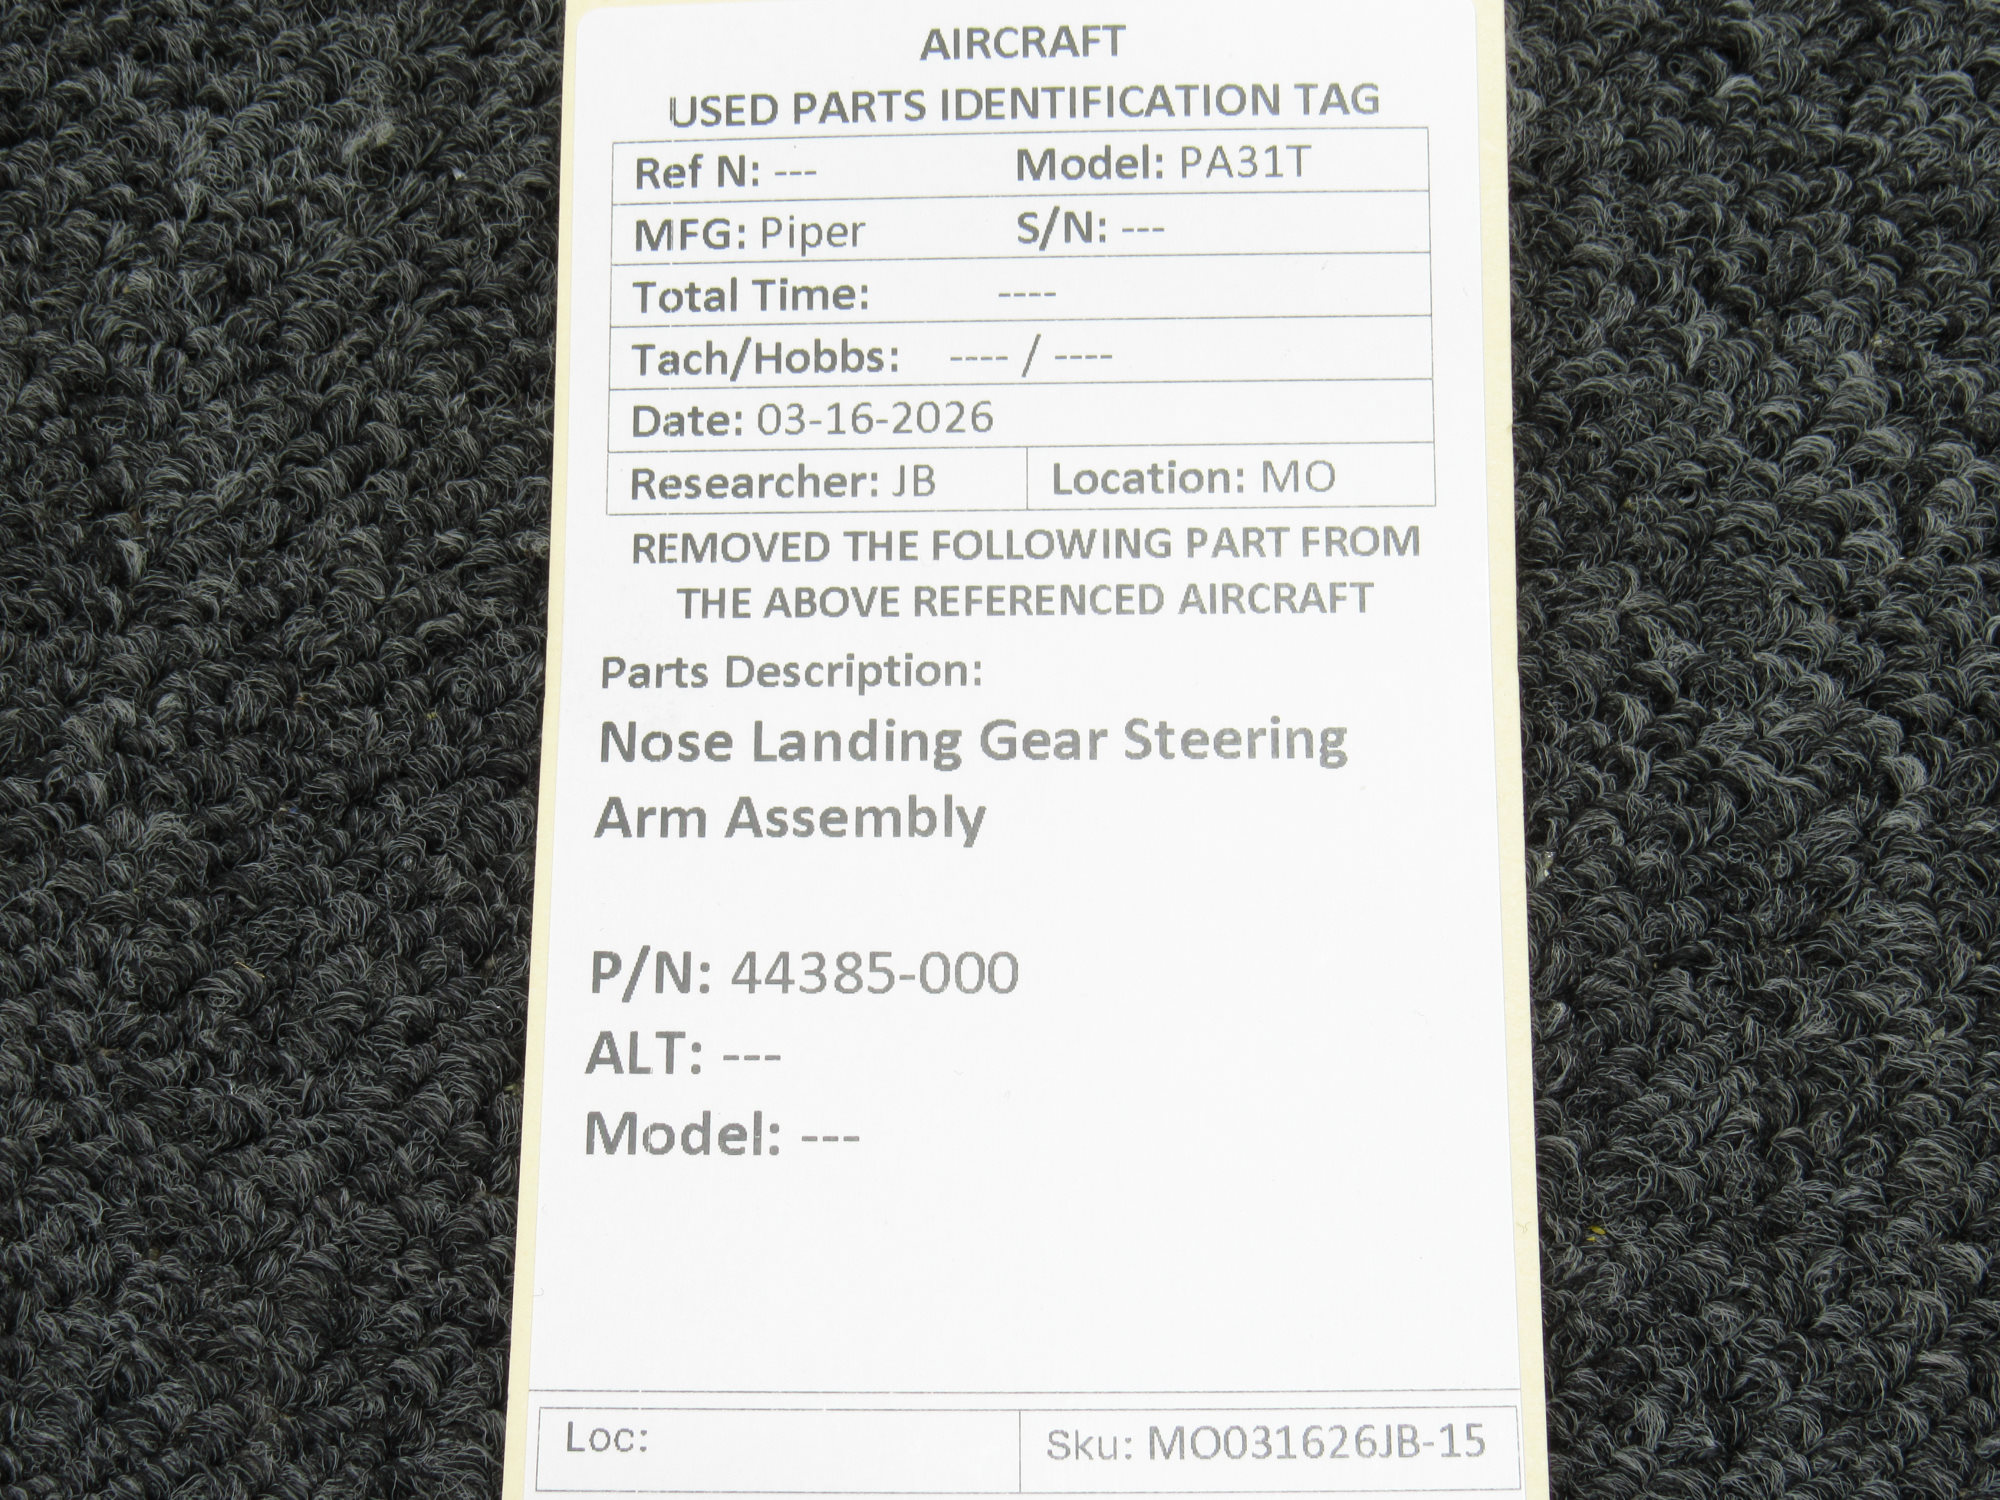 AIRCRAFT
USED PARTS IDENTIFICATION TAG
Ref N: --- Model: PA31T
MFG: Piper S/N: ---
Total Time: ----
Tach/Hobbs: ---- / ----
Date: 03-16-2026
Researcher: JB Location: MO
REMOVED THE FOLLOWING PART FROM
THE ABOVE REFERENCED AIRCRAFT
Parts Description:
Nose Landing Gear Steering
Arm Assembly
P/N: 44385-000
ALT: ---
Model: ---
Loc: Sku: MO031626JB-15